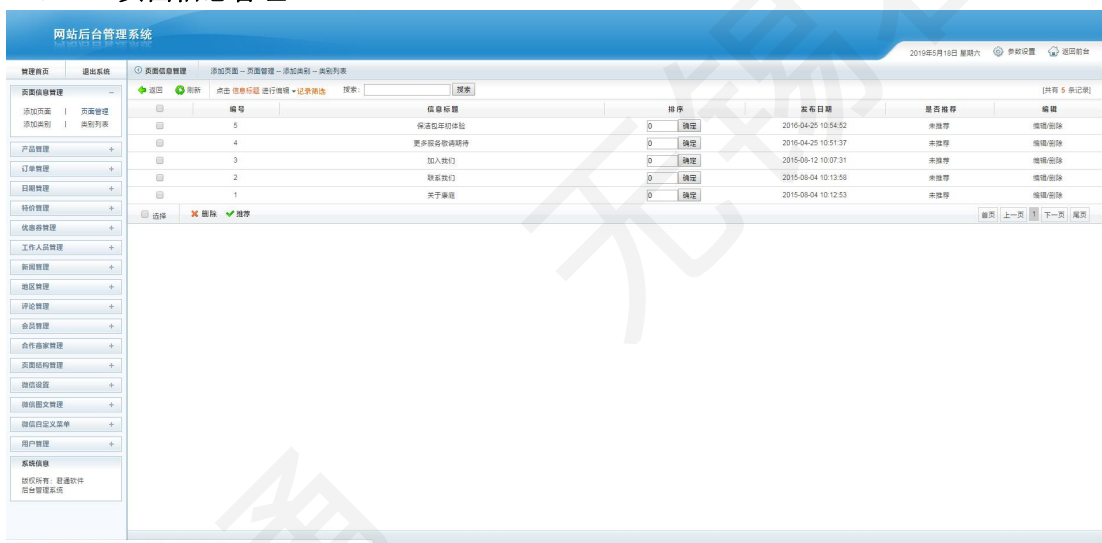 网站后台管理系统
2019年5月18日 星期六 参数设置 返回前台
管理首页 退出系统
页面信息管理 添加页面 -- 页面管理 -- 添加类别 -- 类别列表
页面信息管理 －
添加页面 | 页面管理
添加类别 | 类别列表
产品管理 +
订单管理 +
日期管理 +
特价管理 +
优惠券管理 +
工作人员管理 +
新闻管理 +
地区管理 +
评论管理 +
会员管理 +
合作商家管理 +
页面结构管理 +
微信设置 +
微信图文管理 +
微信自定义菜单 +
用户管理 +
系统信息
版权所有：君通软件
后台管理系统
返回 刷新 点击 信息标题 进行编辑 记录筛选 搜索: 搜索 [共有 5 条记录]
编号 信息标题 排序 发布日期 是否推荐 编辑
5 保洁包年初体验 0 确定 2016-04-25 10:54:52 未推荐 编辑/删除
4 更多服务敬请期待 0 确定 2016-04-25 10:51:37 未推荐 编辑/删除
3 加入我们 0 确定 2015-08-12 10:07:31 未推荐 编辑/删除
2 联系我们 0 确定 2015-08-04 10:13:58 未推荐 编辑/删除
1 关于康庭 0 确定 2015-08-04 10:12:53 未推荐 编辑/删除
选择 删除 推荐 首页 上一页 1 下一页 尾页
无锡